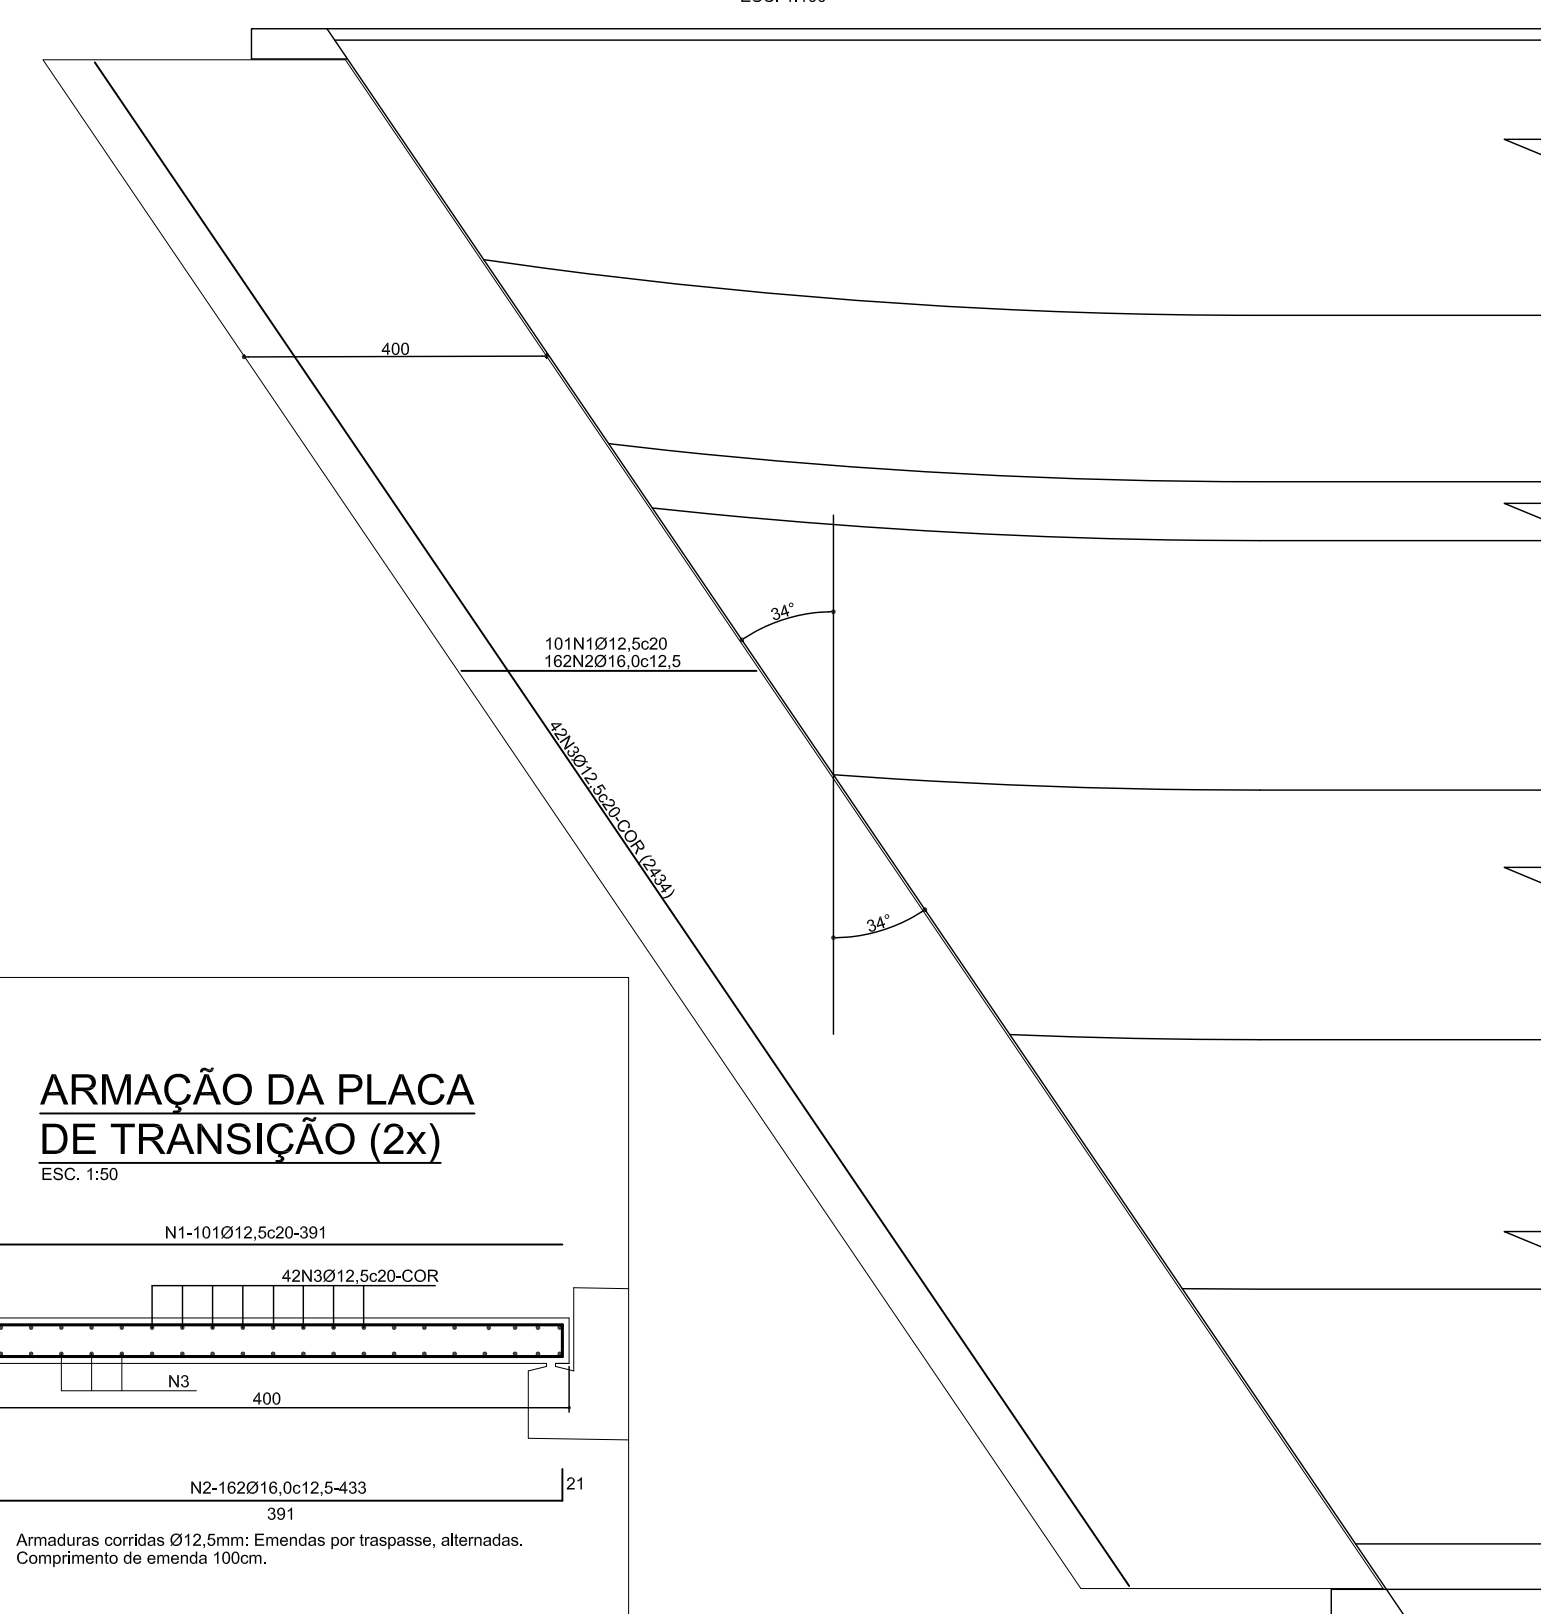 400
34°
101N1Ø12,5c20
162N2Ø16,0c12,5
42N3Ø12,5c20-COR (2434)
34°
ARMAÇÃO DA PLACA
DE TRANSIÇÃO (2x)
ESC. 1:50
N1-101Ø12,5c20-391
42N3Ø12,5c20-COR
N3
400
N2-162Ø16,0c12,5-433
21
391
Armaduras corridas Ø12,5mm: Emendas por traspasse, alternadas.
Comprimento de emenda 100cm.